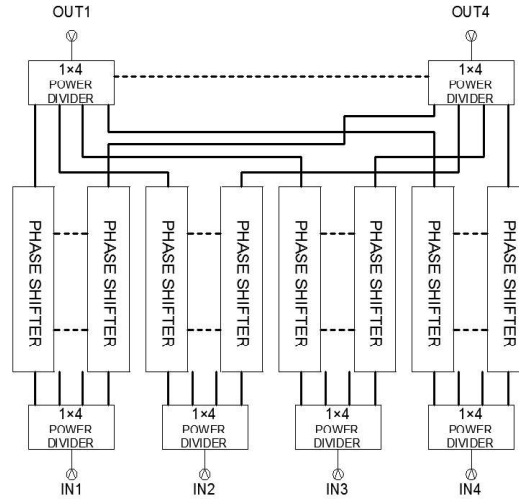 OUT1
OUT4
1×4
POWER
DIVIDER
1×4
POWER
DIVIDER
PHASE SHIFTER
PHASE SHIFTER
PHASE SHIFTER
PHASE SHIFTER
PHASE SHIFTER
PHASE SHIFTER
PHASE SHIFTER
PHASE SHIFTER
1×4
POWER
DIVIDER
1×4
POWER
DIVIDER
1×4
POWER
DIVIDER
1×4
POWER
DIVIDER
IN1
IN2
IN3
IN4